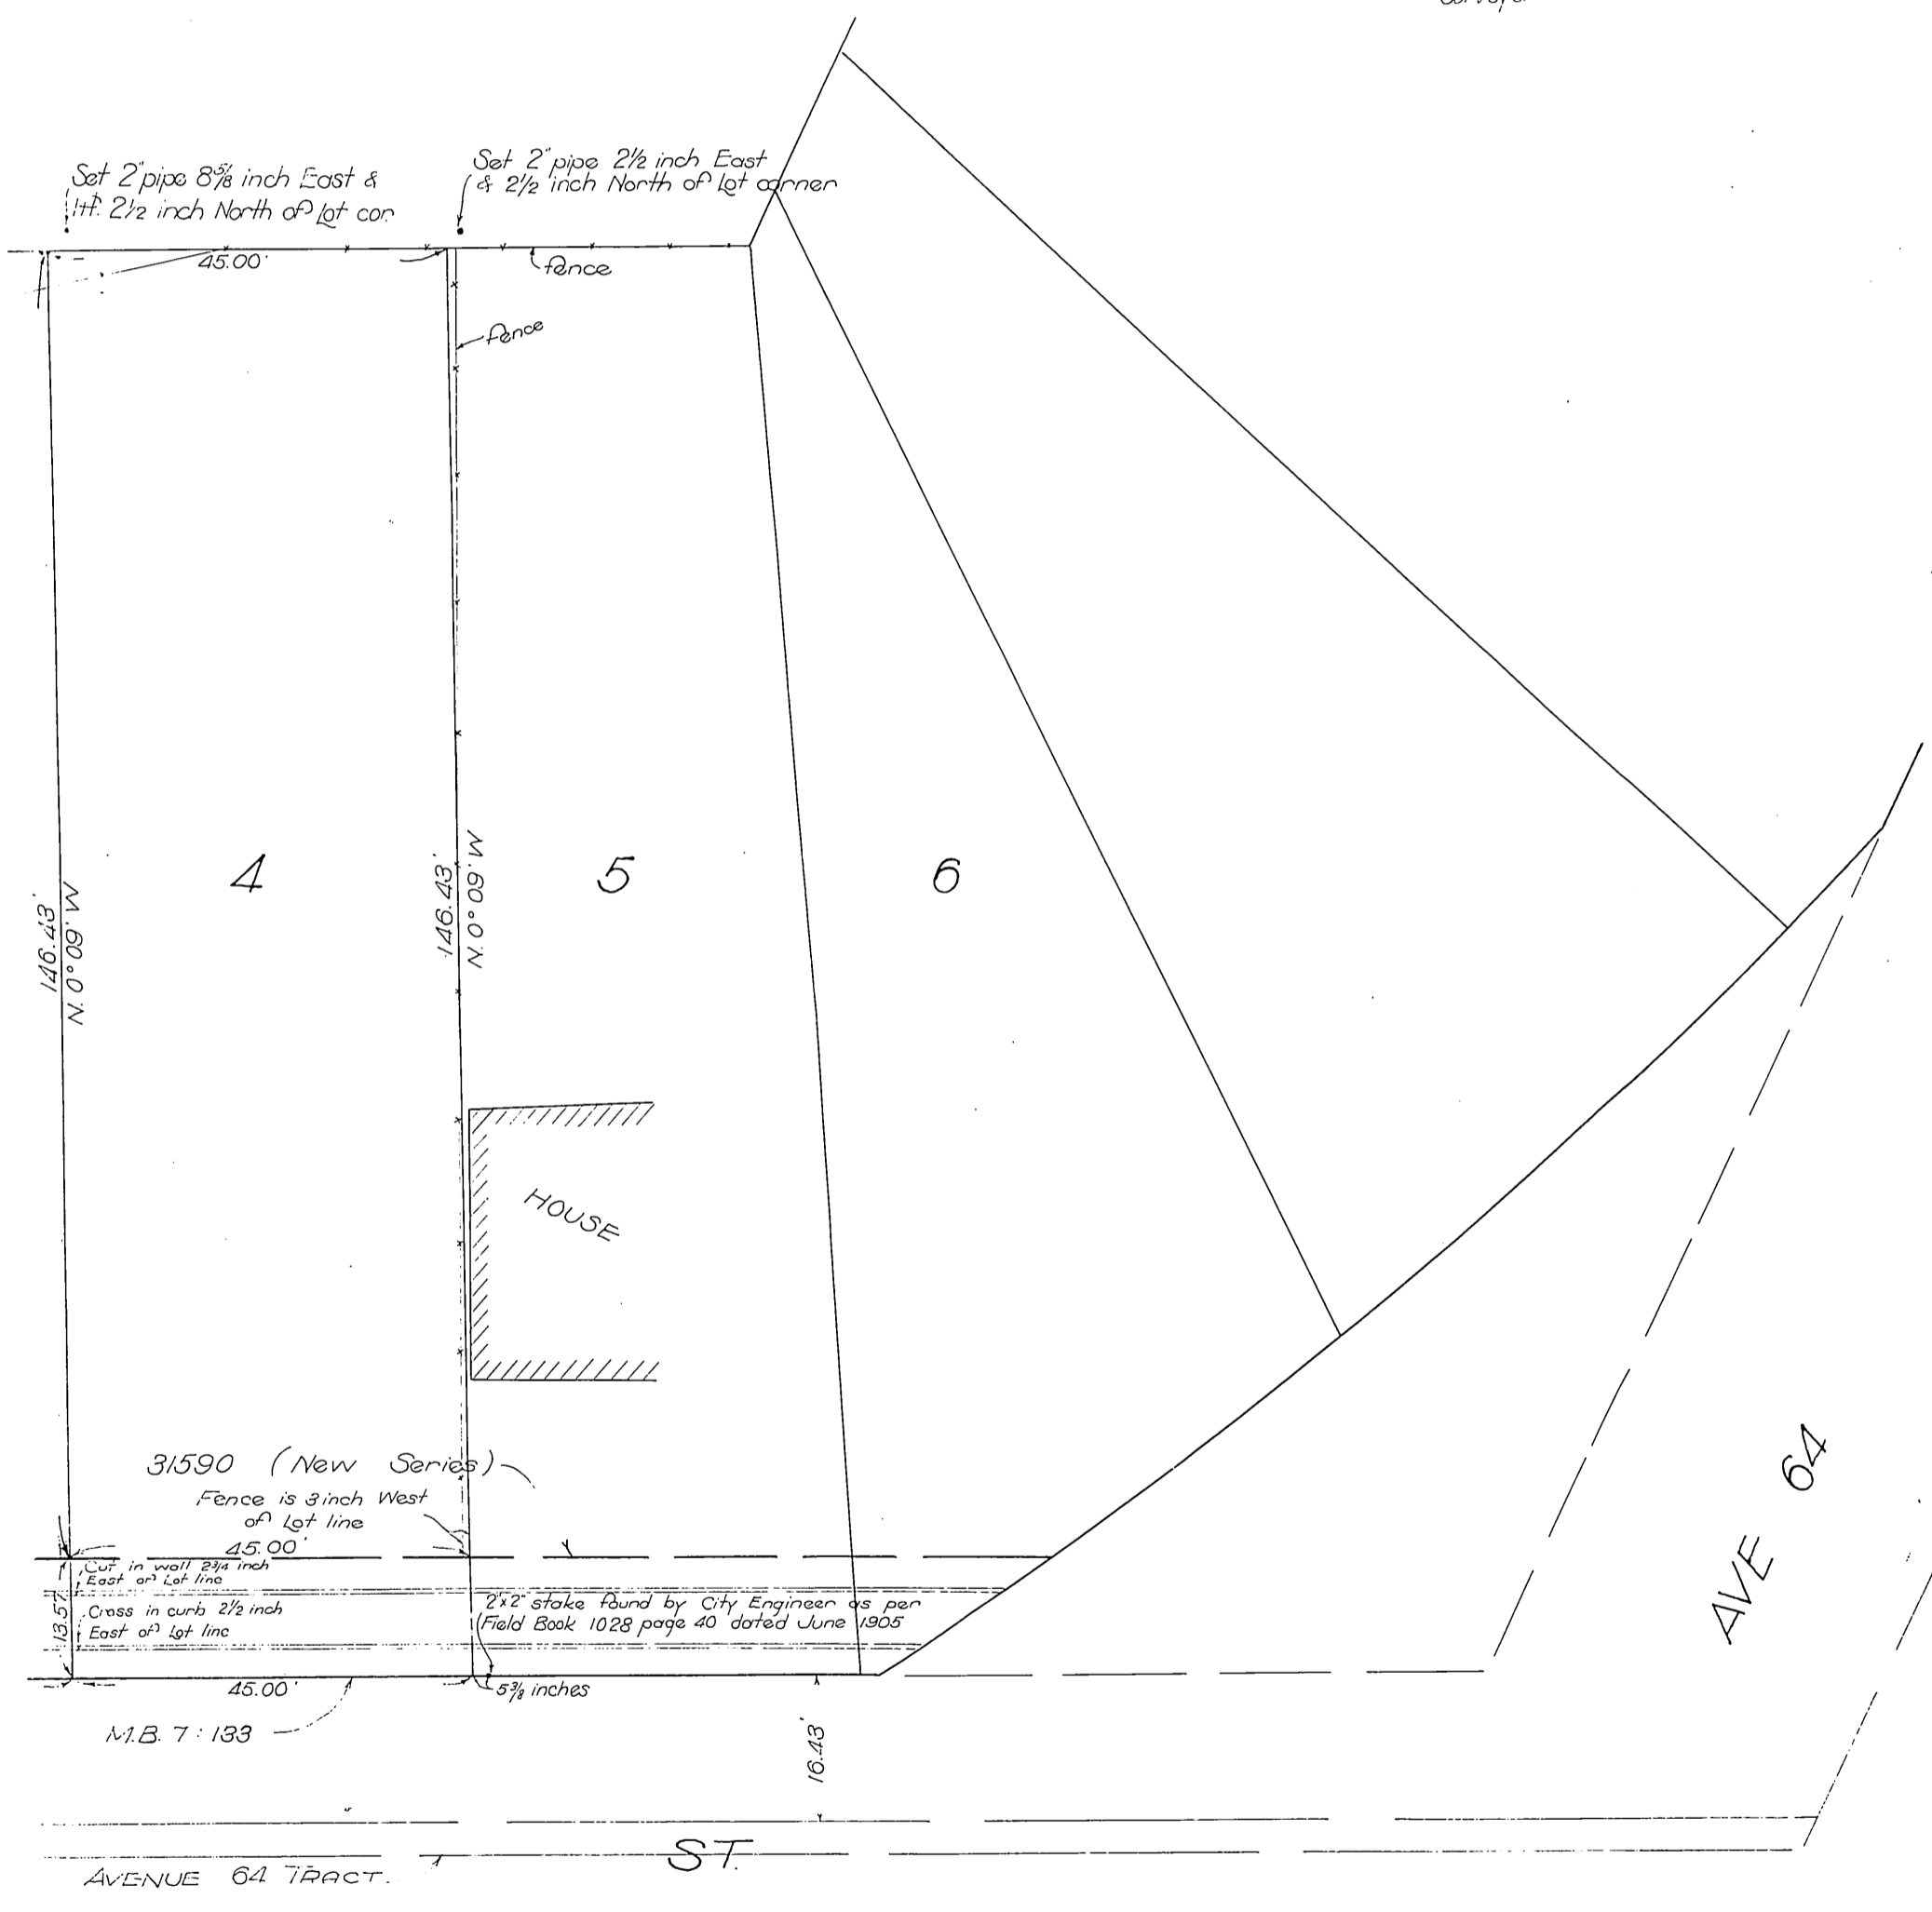 Set 2" pipe 8⅝ inch East &
1 ft. 2½ inch North of Lot cor.
Set 2" pipe 2½ inch East
& 2½ inch North of Lot corner
45.00'
fence
fence
4
5
6
146.43'
N. 0° 09' W
146.43'
N. 0° 09' W
HOUSE
31590 (New Series)
Fence is 3 inch West
of Lot line
45.00'
Cut in wall 2¾ inch
East of Lot line
13.57
Cross in curb 2½ inch
East of Lot line
2"x2" stake found by City Engineer as per
Field Book 1028 page 40 dated June 1905
45.00'
5⅜ inches
M.B. 7 : 133
16.43'
AVE 64
ST.
AVENUE 64 TRACT.